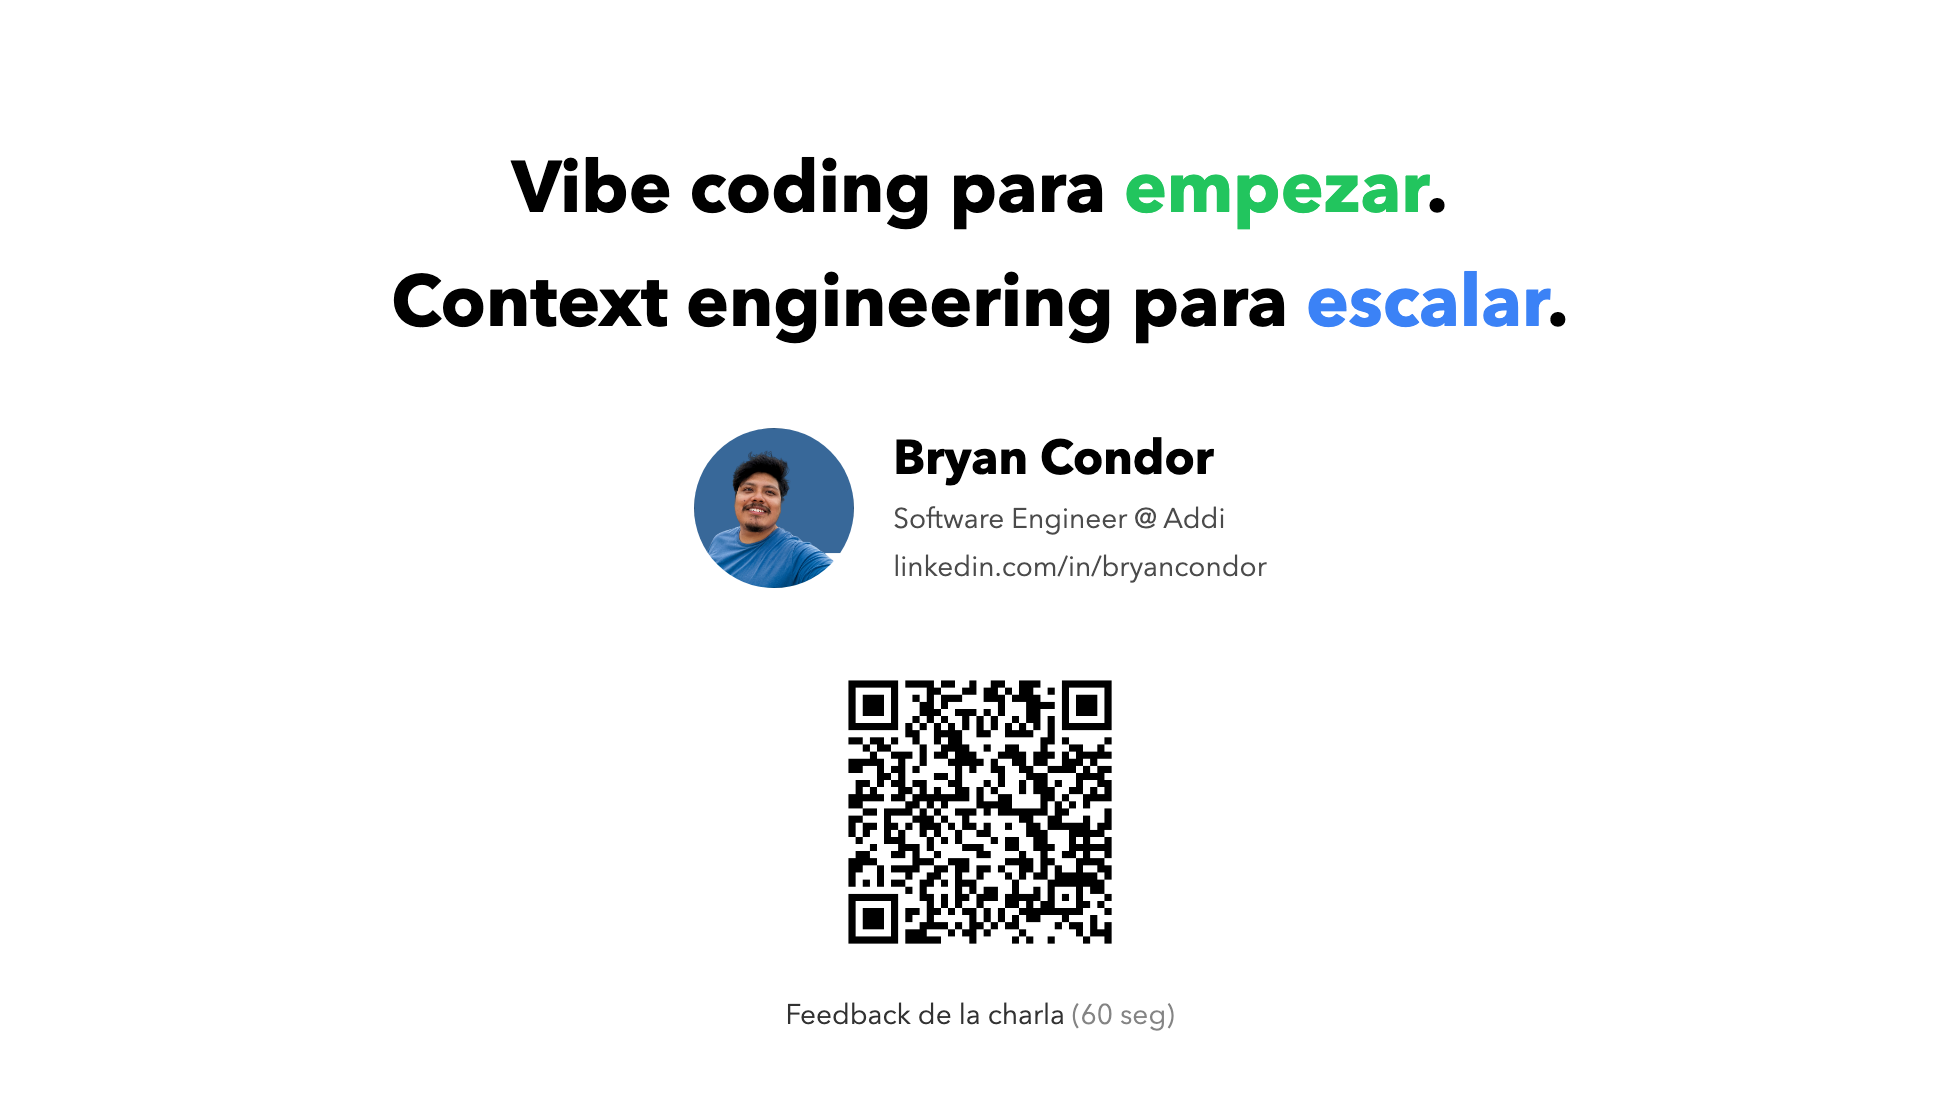 Vibe coding para empezar.
Context engineering para escalar.
Bryan Condor
Software Engineer @ Addi
linkedin.com/in/bryancondor
Feedback de la charla (60 seg)